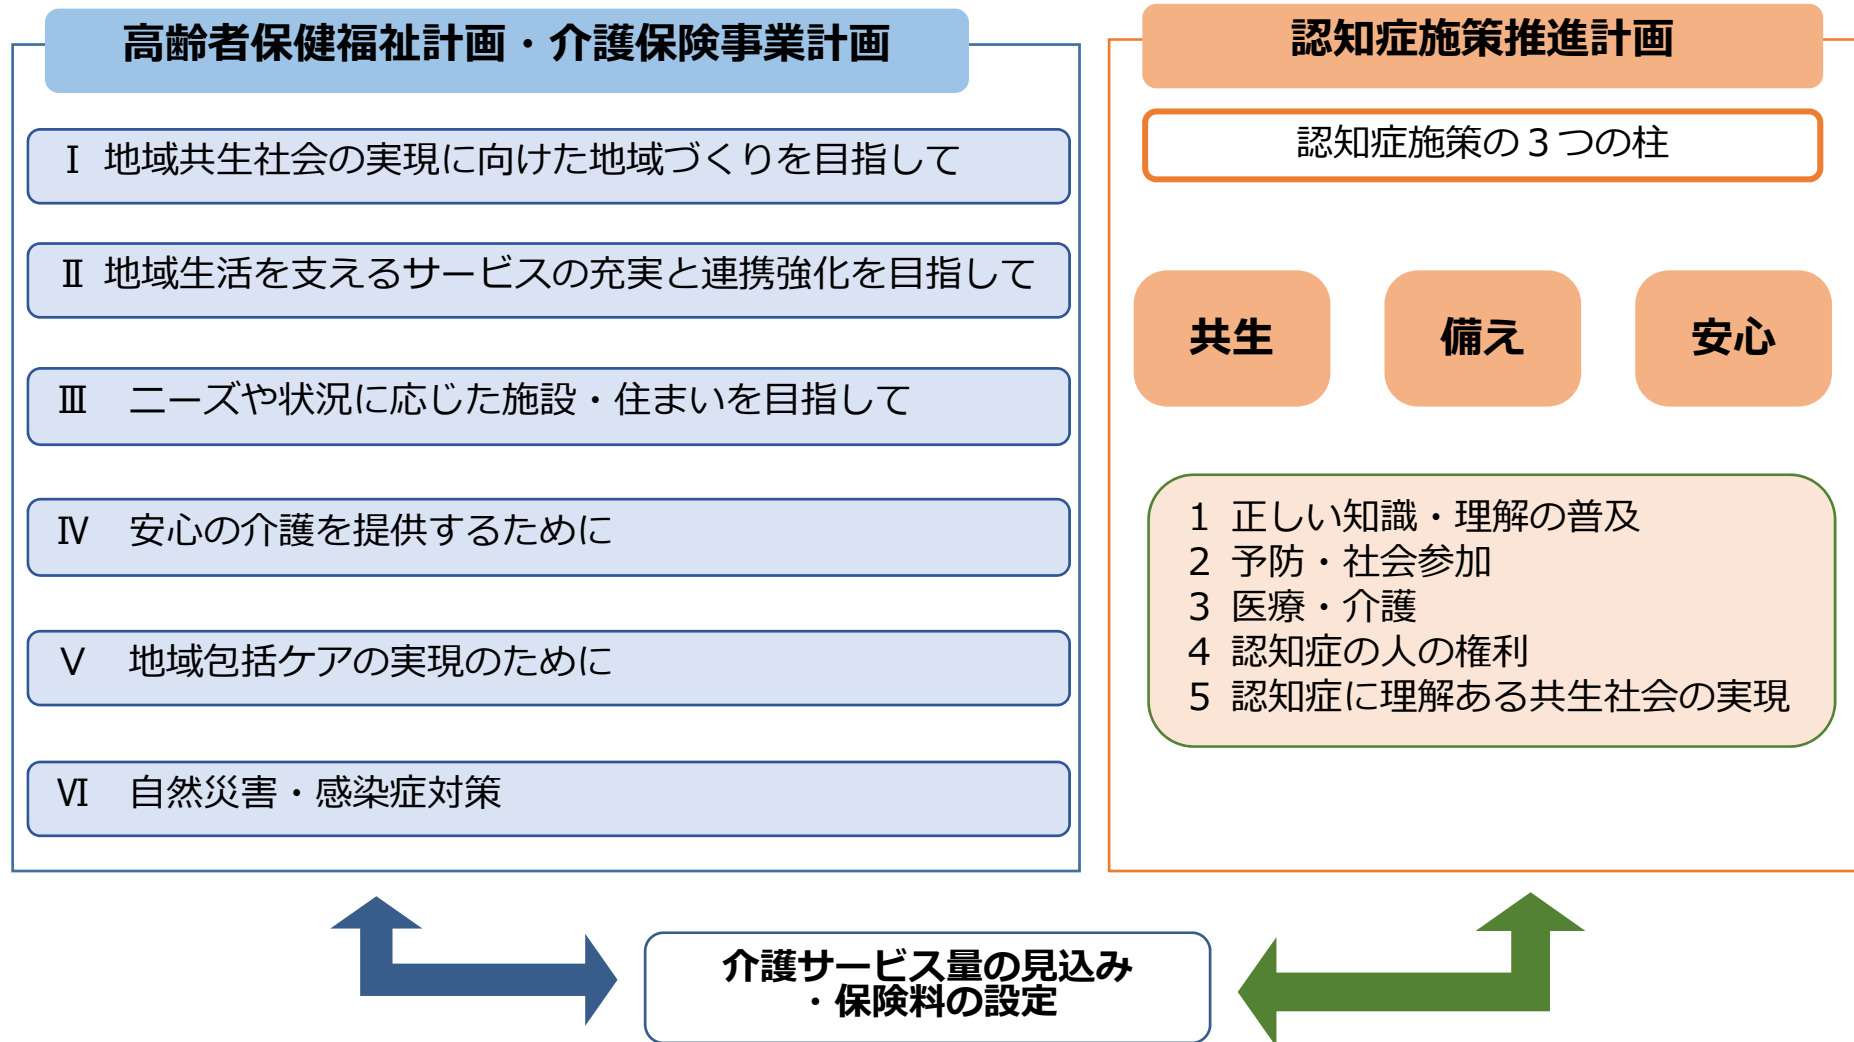 高齢者保健福祉計画・介護保険事業計画
Ⅰ 地域共生社会の実現に向けた地域づくりを目指して
Ⅱ 地域生活を支えるサービスの充実と連携強化を目指して
Ⅲ ニーズや状況に応じた施設・住まいを目指して
Ⅳ 安心の介護を提供するために
Ⅴ 地域包括ケアの実現のために
Ⅵ 自然災害・感染症対策
認知症施策推進計画
認知症施策の３つの柱
共生
備え
安心
1 正しい知識・理解の普及
2 予防・社会参加
3 医療・介護
4 認知症の人の権利
5 認知症に理解ある共生社会の実現
介護サービス量の見込み
・保険料の設定